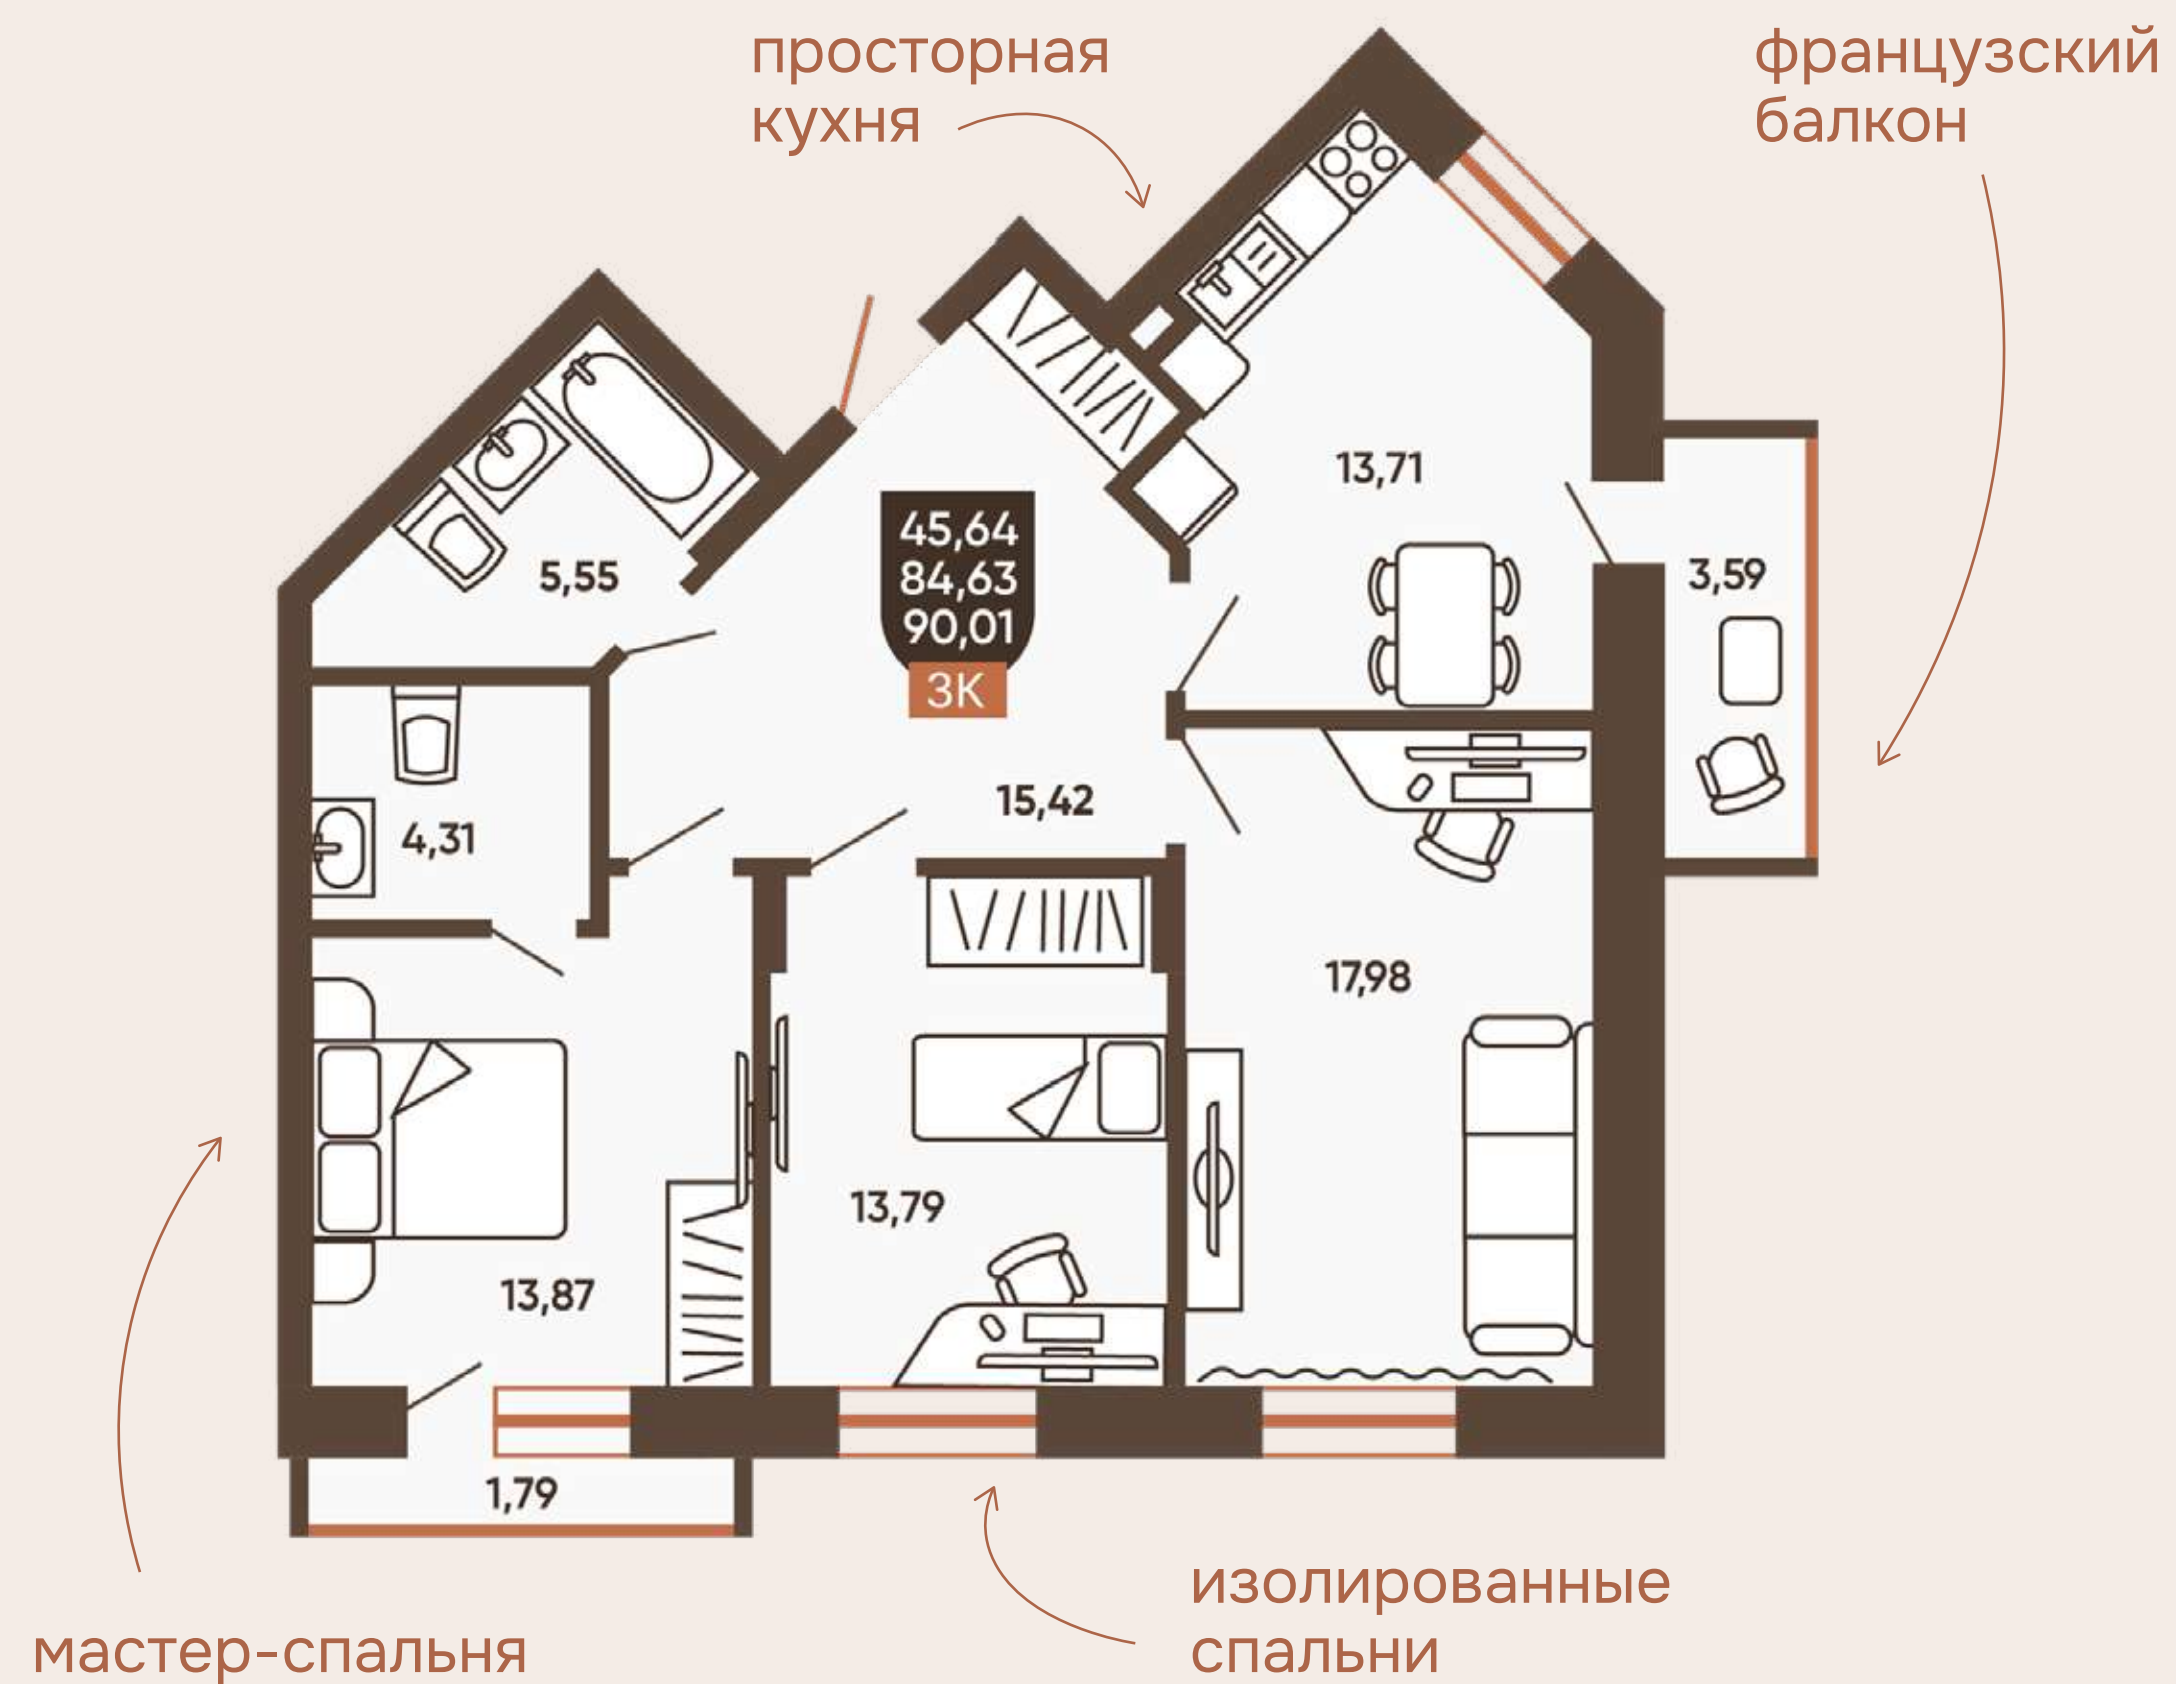 просторная
кухня
французский
балкон
13,71
45,64
84,63
90,01
3К
5,55
3,59
15,42
4,31
17,98
13,79
13,87
1,79
изолированные
спальни
мастер-спальня